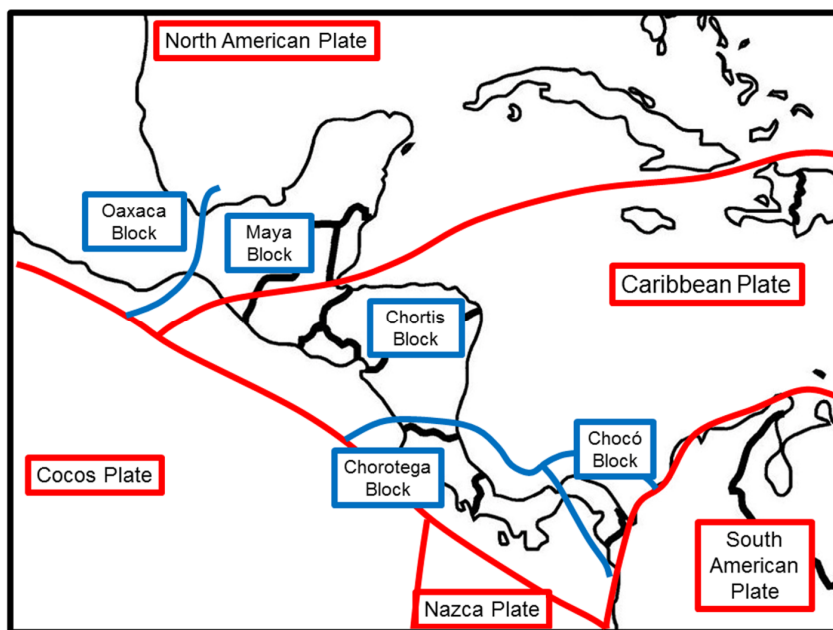 North American Plate
Oaxaca
Block
Maya
Block
Caribbean Plate
Chortis
Block
Chocó
Block
Cocos Plate
Chorotega
Block
South
American
Plate
Nazca Plate